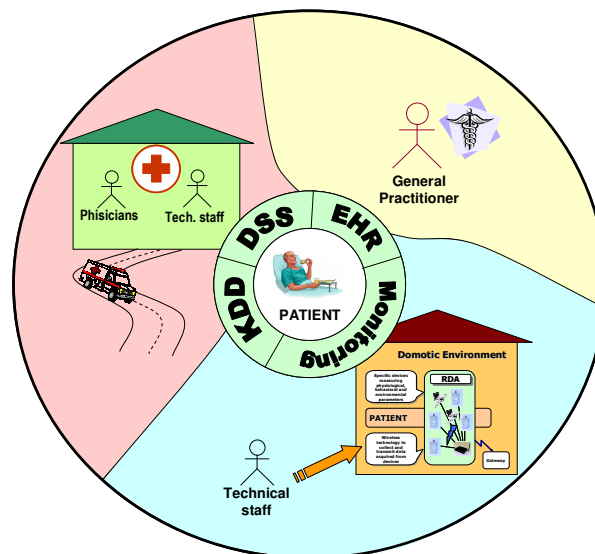 Phisicians
Tech. staff
General
Practitioner
DSS
EHR
KDD
Monitoring
PATIENT
Domotic Environment
Specific devices
measuring
physiological,
behavioral and
environmental
parameters
RDA
PATIENT
Wireless
technology to
collect and
transmit data
acquired from
devices
Gateway
Technical
staff